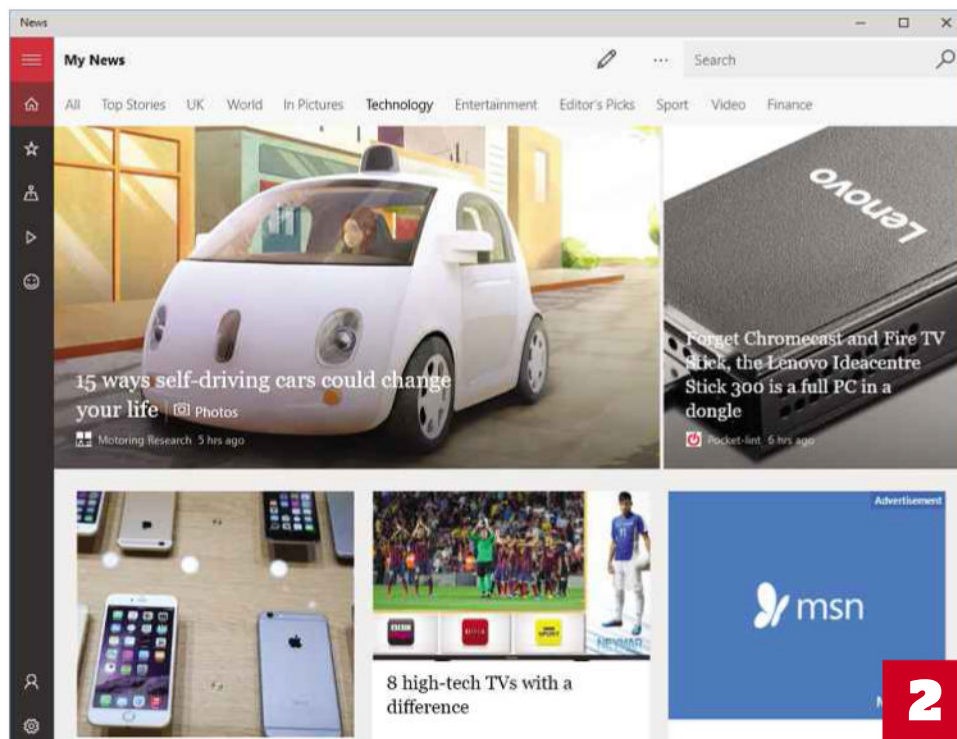 News
My News
Search
All Top Stories UK World In Pictures Technology Entertainment Editor's Picks Sport Video Finance
15 ways self-driving cars could change
your life Photos
Motoring Research 5 hrs ago
Lenovo
Forget Chromecast and Fire TV
Stick, the Lenovo Ideacentre
Stick 300 is a full PC in a
dongle
Pocket-lint 6 hrs ago
NEYMAR
8 high-tech TVs with a
difference
Advertisement
msn
2